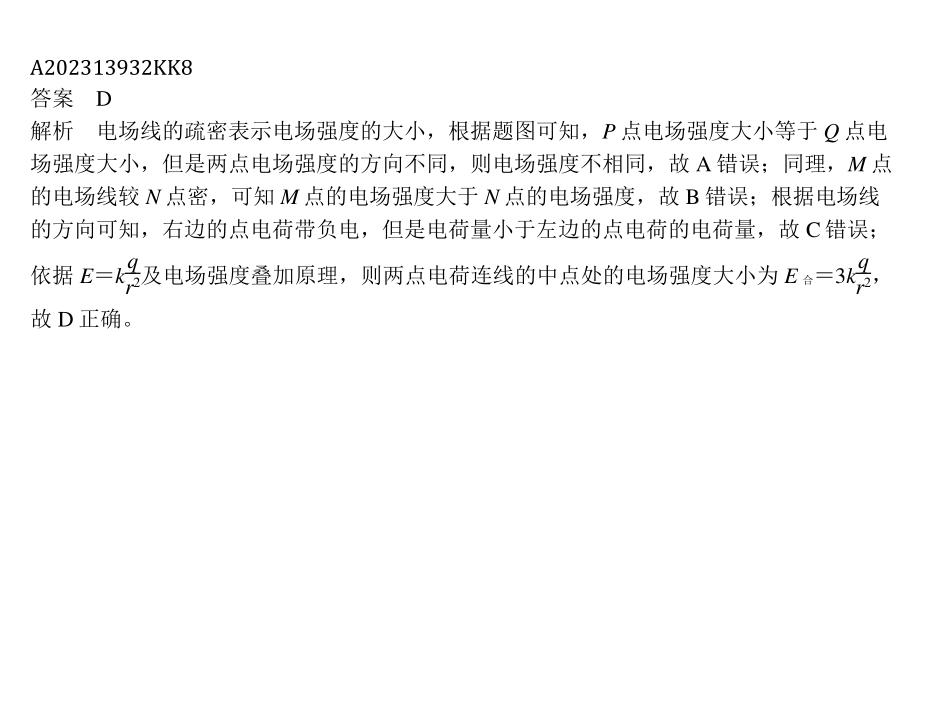 A202313932KK8
答案 D
解析 电场线的疏密表示电场强度的大小，根据题图可知，P 点电场强度大小等于 Q 点电
场强度大小，但是两点电场强度的方向不同，则电场强度不相同，故 A 错误；同理，M 点
的电场线较 N 点密，可知 M 点的电场强度大于 N 点的电场强度，故 B 错误；根据电场线
的方向可知，右边的点电荷带负电，但是电荷量小于左边的点电荷的电荷量，故 C 错误；
依据 E＝k\frac{q}{r^2}及电场强度叠加原理，则两点电荷连线的中点处的电场强度大小为 E合＝3k\frac{q}{r^2}，
故 D 正确。